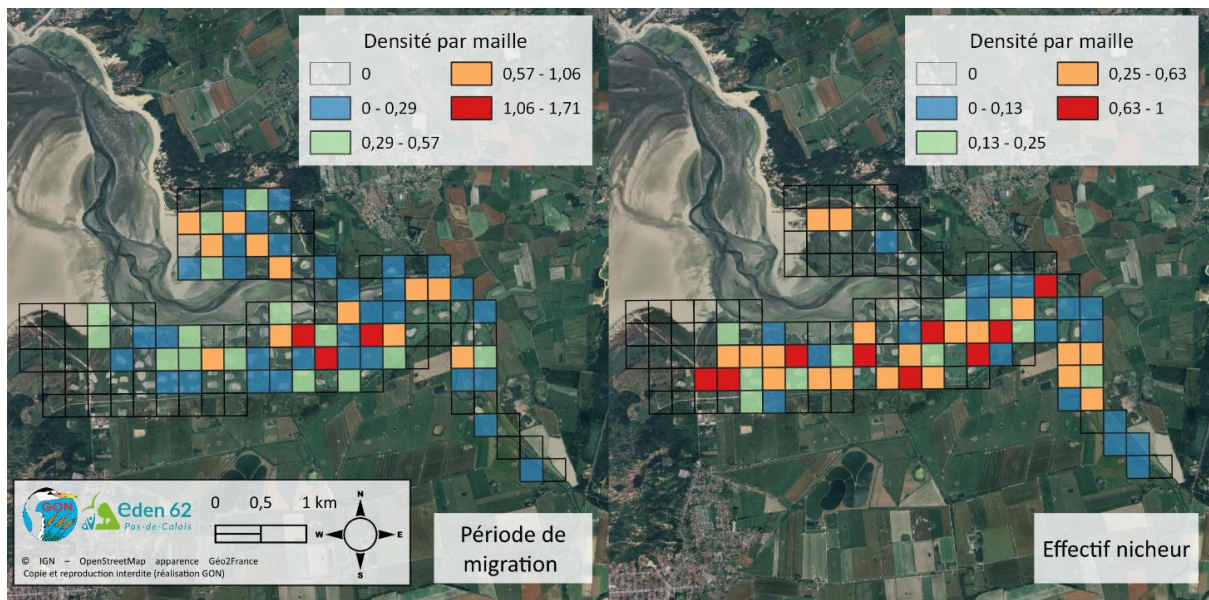 Densité par maille
0
0 - 0,29
0,29 - 0,57
0,57 - 1,06
1,06 - 1,71
Densité par maille
0
0 - 0,13
0,13 - 0,25
0,25 - 0,63
0,63 - 1
GON
eden 62
Pas-de-Calais
0 0,5 1 km
N
W E
S
© IGN – OpenStreetMap apparence Géo2France
Copie et reproduction interdite (réalisation GON)
Période de
migration
Effectif nicheur